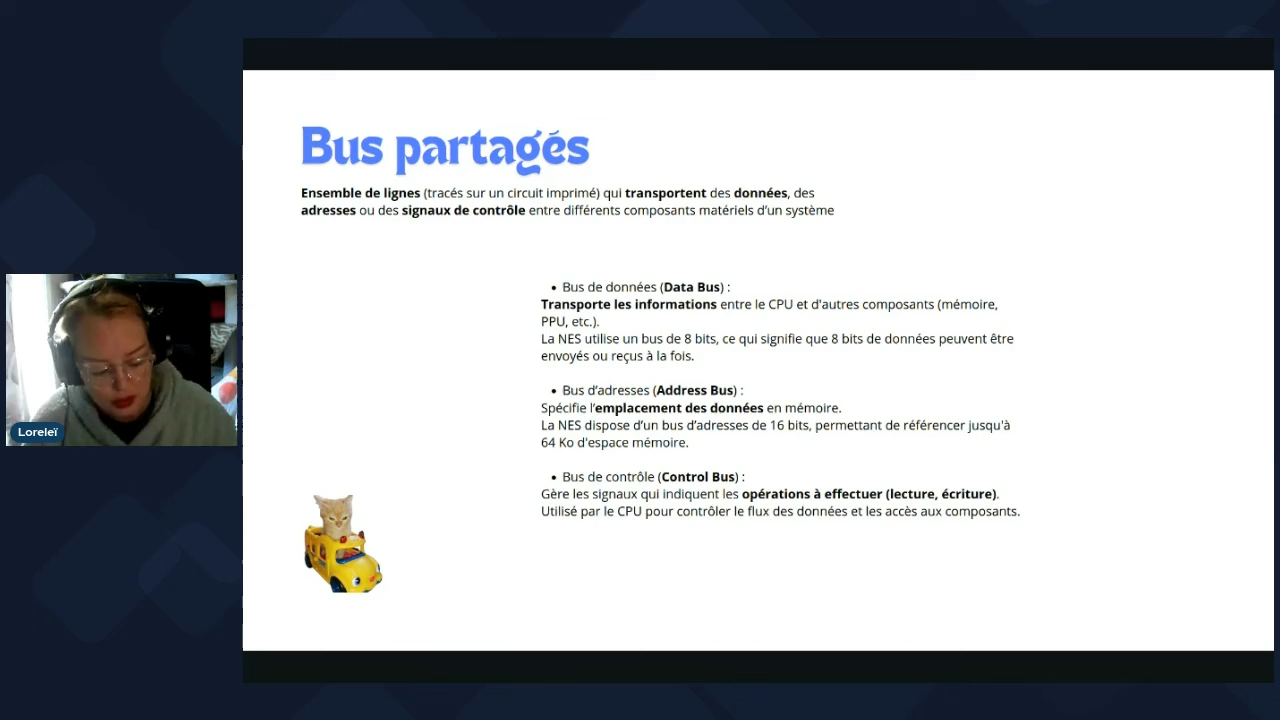 Bus partagés
Ensemble de lignes (tracés sur un circuit imprimé) qui transportent des données, des
adresses ou des signaux de contrôle entre différents composants matériels d’un système
• Bus de données (Data Bus) :
Transporte les informations entre le CPU et d'autres composants (mémoire,
PPU, etc.).
La NES utilise un bus de 8 bits, ce qui signifie que 8 bits de données peuvent être
envoyés ou reçus à la fois.
• Bus d’adresses (Address Bus) :
Spécifie l’emplacement des données en mémoire.
La NES dispose d’un bus d’adresses de 16 bits, permettant de référencer jusqu'à
64 Ko d'espace mémoire.
• Bus de contrôle (Control Bus) :
Gère les signaux qui indiquent les opérations à effectuer (lecture, écriture).
Utilisé par le CPU pour contrôler le flux des données et les accès aux composants.
Loreleï